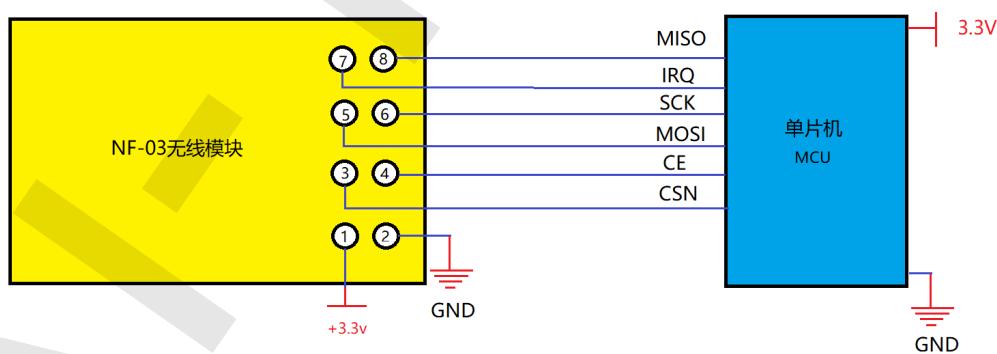 MISO
3.3V
7
8
IRQ
SCK
5
6
MOSI
单片机
MCU
NF-03无线模块
CE
3
4
CSN
1
2
GND
+3.3v
GND